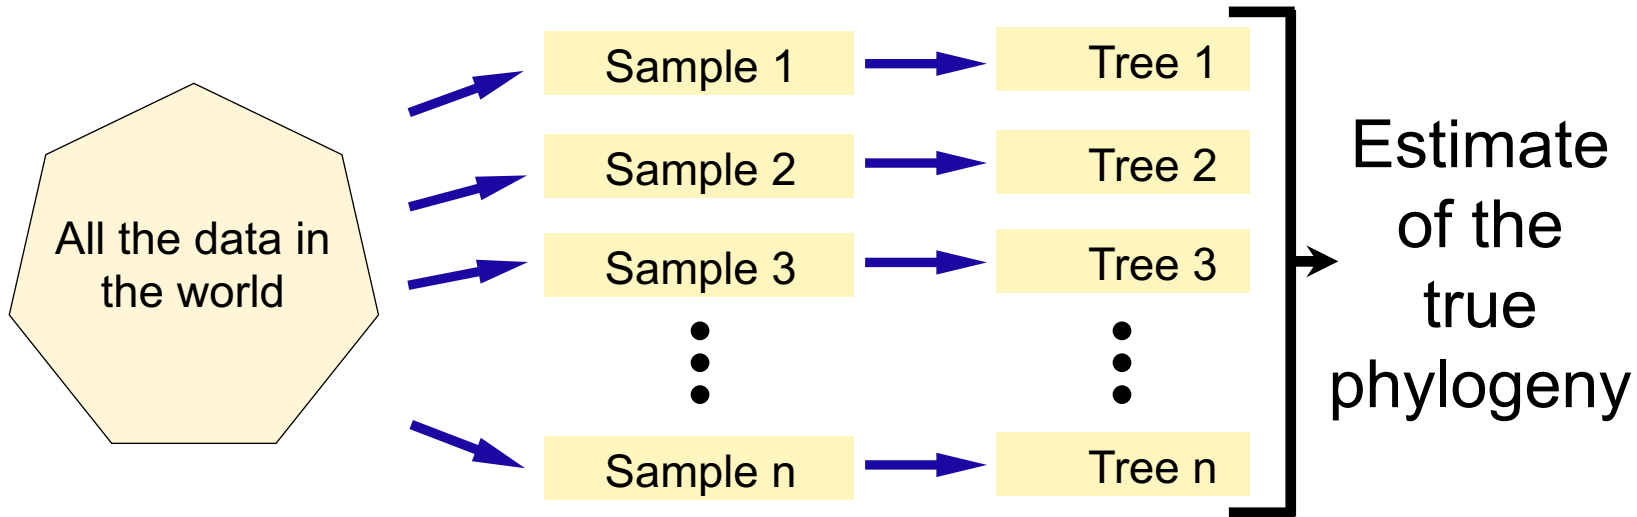 All the data in
the world
Sample 1
Tree 1
Sample 2
Tree 2
Sample 3
Tree 3
Sample n
Tree n
Estimate
of the
true
phylogeny